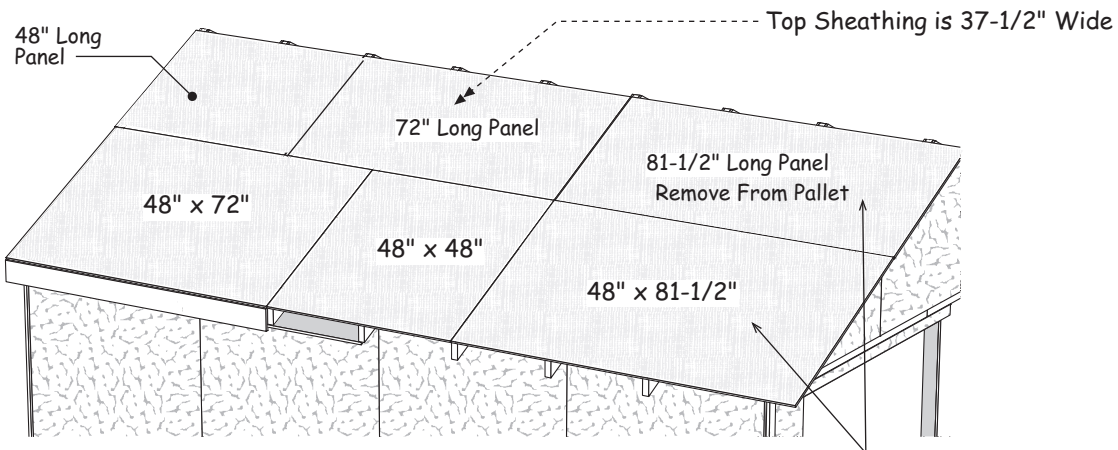 Top Sheathing is 37-1/2" Wide
48" Long
Panel
72" Long Panel
81-1/2" Long Panel
Remove From Pallet
48" x 72"
48" x 48"
48" x 81-1/2"